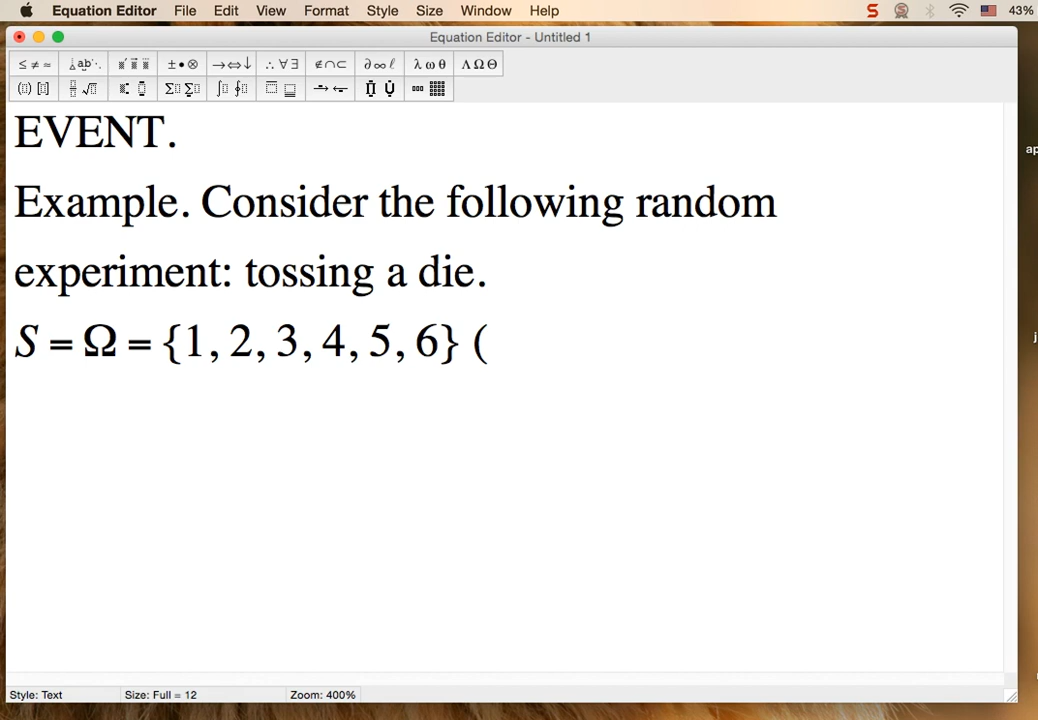 Equation Editor File Edit View Format Style Size Window Help 43%
Equation Editor - Untitled 1
≤ ≠ ≈ ± • ⊗ → ⇔ ↓ ∴ ∀ ∃ ∉ ∩ ⊂ ∂ ∞ ℓ λ ω θ Λ Ω Θ
EVENT.
Example. Consider the following random
experiment: tossing a die.
S = Ω = {1, 2, 3, 4, 5, 6} (
Style: Text Size: Full = 12 Zoom: 400%